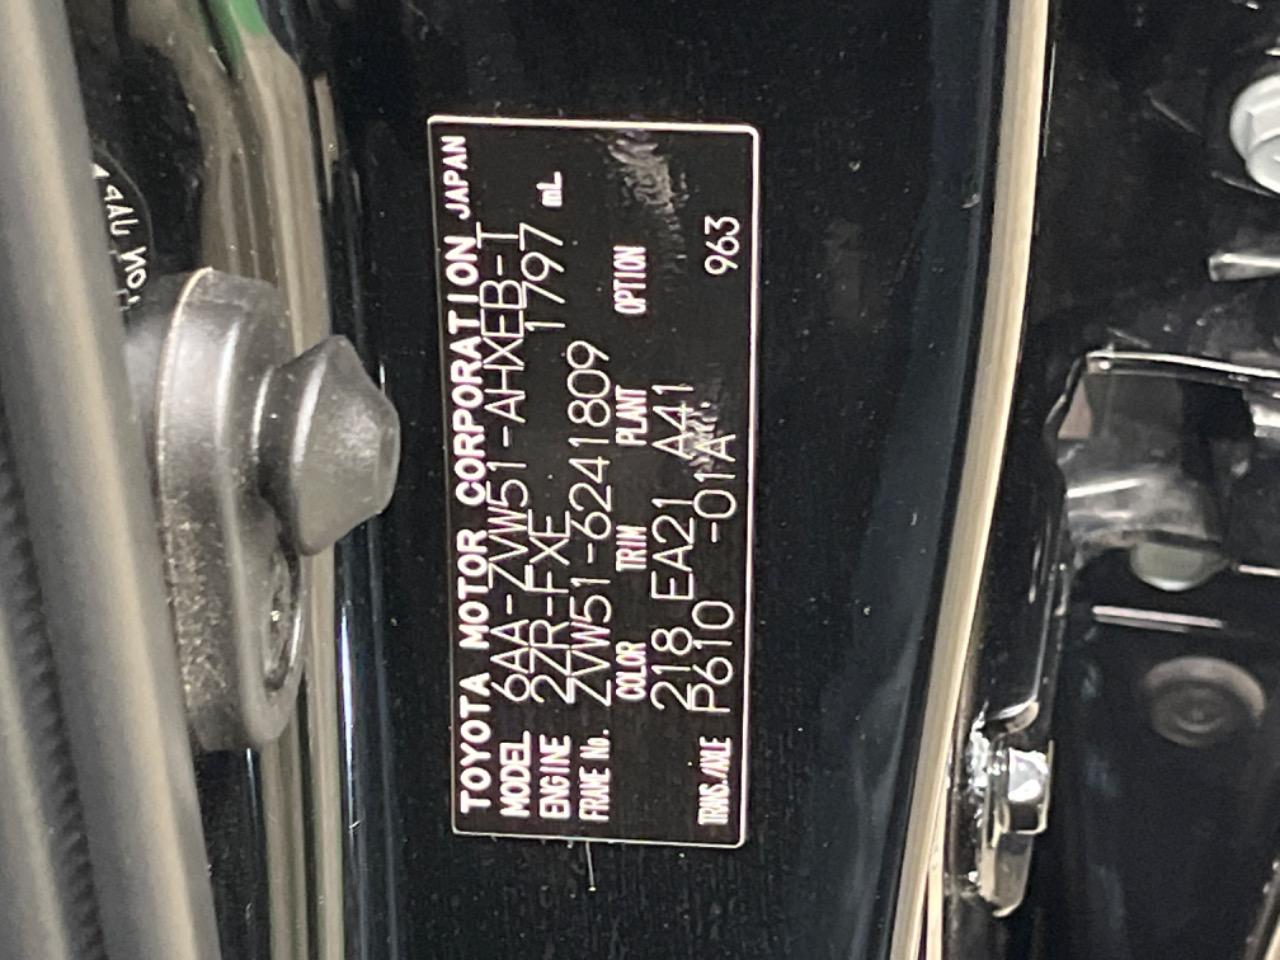 TOYOTA MOTOR CORPORATION JAPAN
MODEL 6AA-ZVW51-AHXEB-T
ENGINE 2ZR-FXE 1797 mL
FRAME No. ZVW51-6241809
COLOR TRIM PLANT OPTION
218 EA21 A41
TRANS./AXLE P610 -01A 963